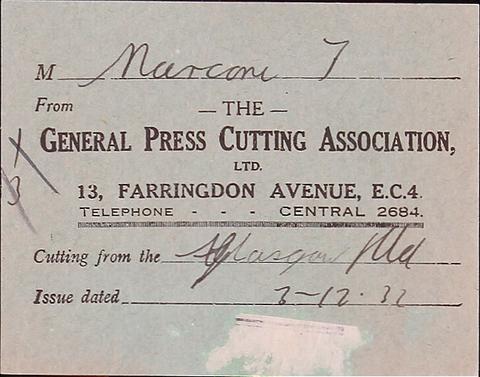 M Marconi T
From
— THE —
GENERAL PRESS CUTTING ASSOCIATION,
LTD.
13, FARRINGDON AVENUE, E.C.4.
TELEPHONE - - - CENTRAL 2684.
Cutting from the Glasgow Hld
Issue dated 3-12-32